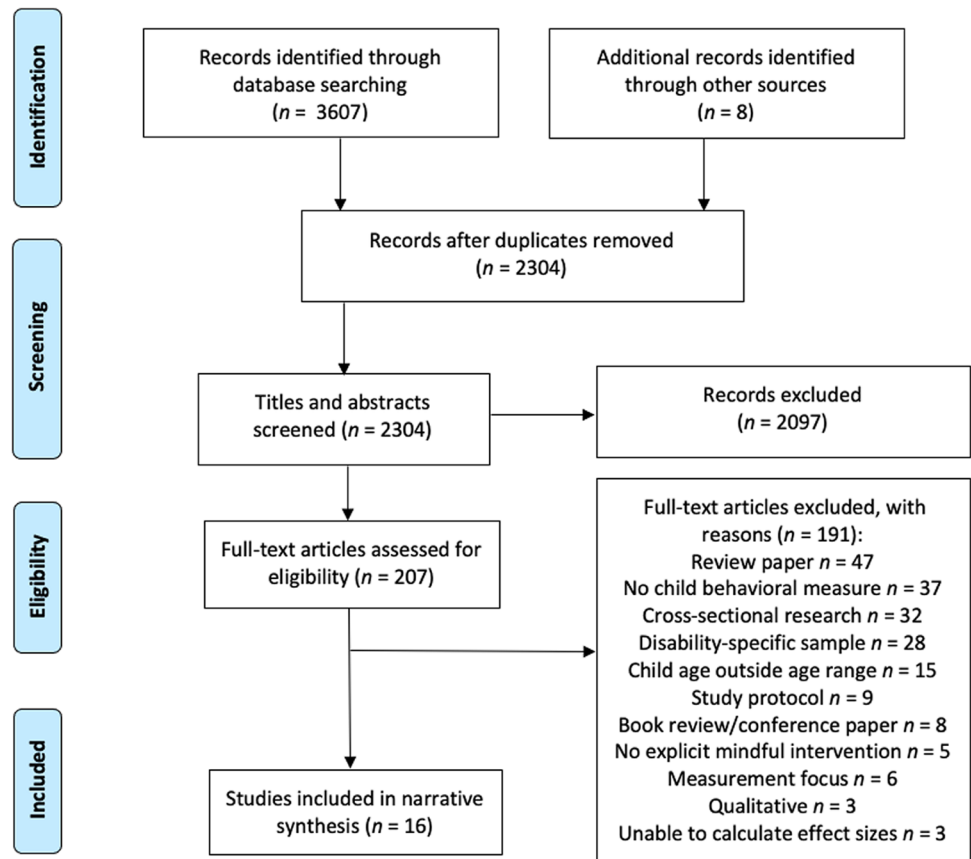 Identification
Records identified through
database searching
(n = 3607)
Additional records identified
through other sources
(n = 8)
Screening
Records after duplicates removed
(n = 2304)
Titles and abstracts
screened (n = 2304)
Records excluded
(n = 2097)
Eligibility
Full-text articles assessed for
eligibility (n = 207)
Full-text articles excluded, with
reasons (n = 191):
Review paper n = 47
No child behavioral measure n = 37
Cross-sectional research n = 32
Disability-specific sample n = 28
Child age outside age range n = 15
Study protocol n = 9
Book review/conference paper n = 8
No explicit mindful intervention n = 5
Measurement focus n = 6
Qualitative n = 3
Unable to calculate effect sizes n = 3
Included
Studies included in narrative
synthesis (n = 16)